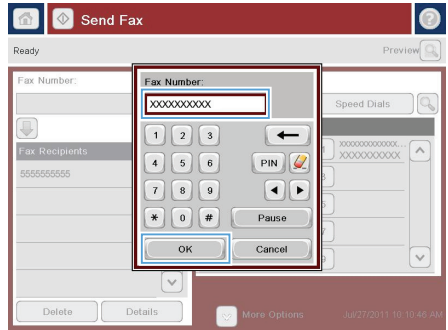 Send Fax
Ready
Preview
Fax Number:
Speed Dials
Fax Recipients
5555555555
Delete
Details
Fax Number:
XXXXXXXXXX
1 2 3
4 5 6 PIN
7 8 9
* 0 # Pause
OK Cancel
1 XXXXXXXXXXXXX...
XXXXXXXXXX
More Options
Jul/27/2011 10:10:46 AM